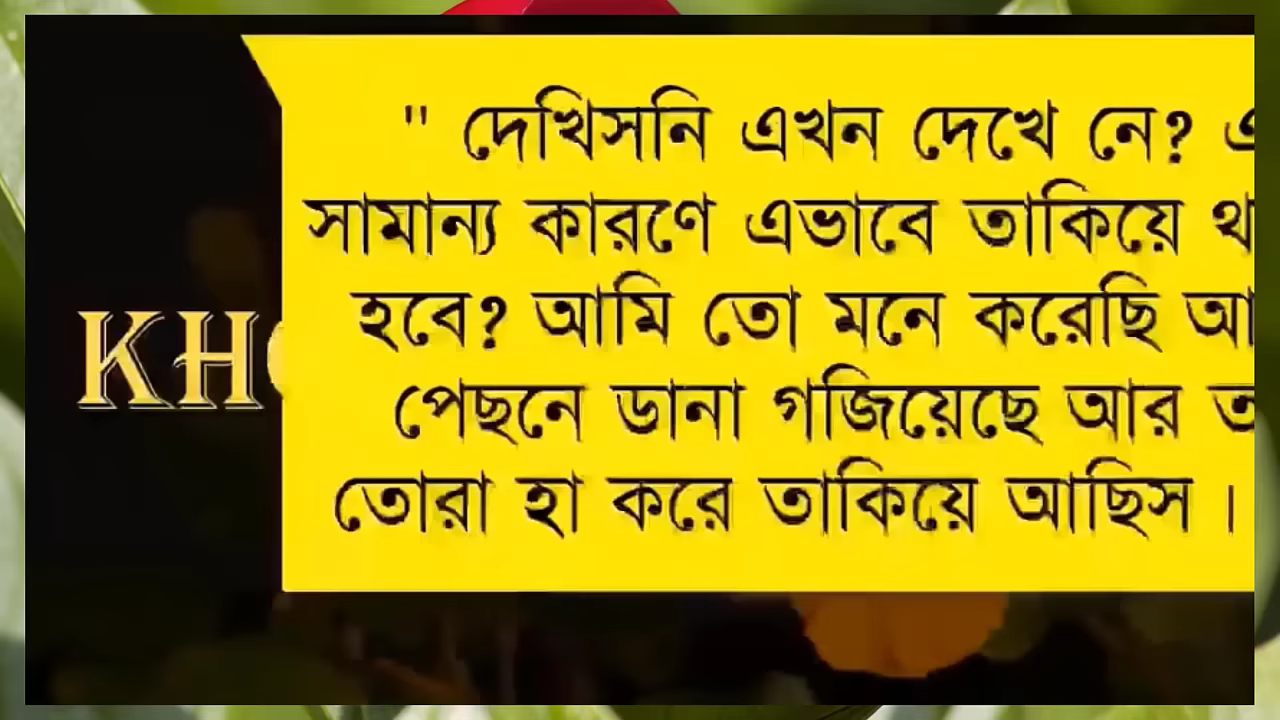 " দেখিসনি এখন দেখে নে?
সামান্য কারণে এভাবে তাকিয়ে
হবে? আমি তো মনে করেছি
পেছনে ডানা গজিয়েছে আর
KH
তোরা হা করে তাকিয়ে আছিস ।